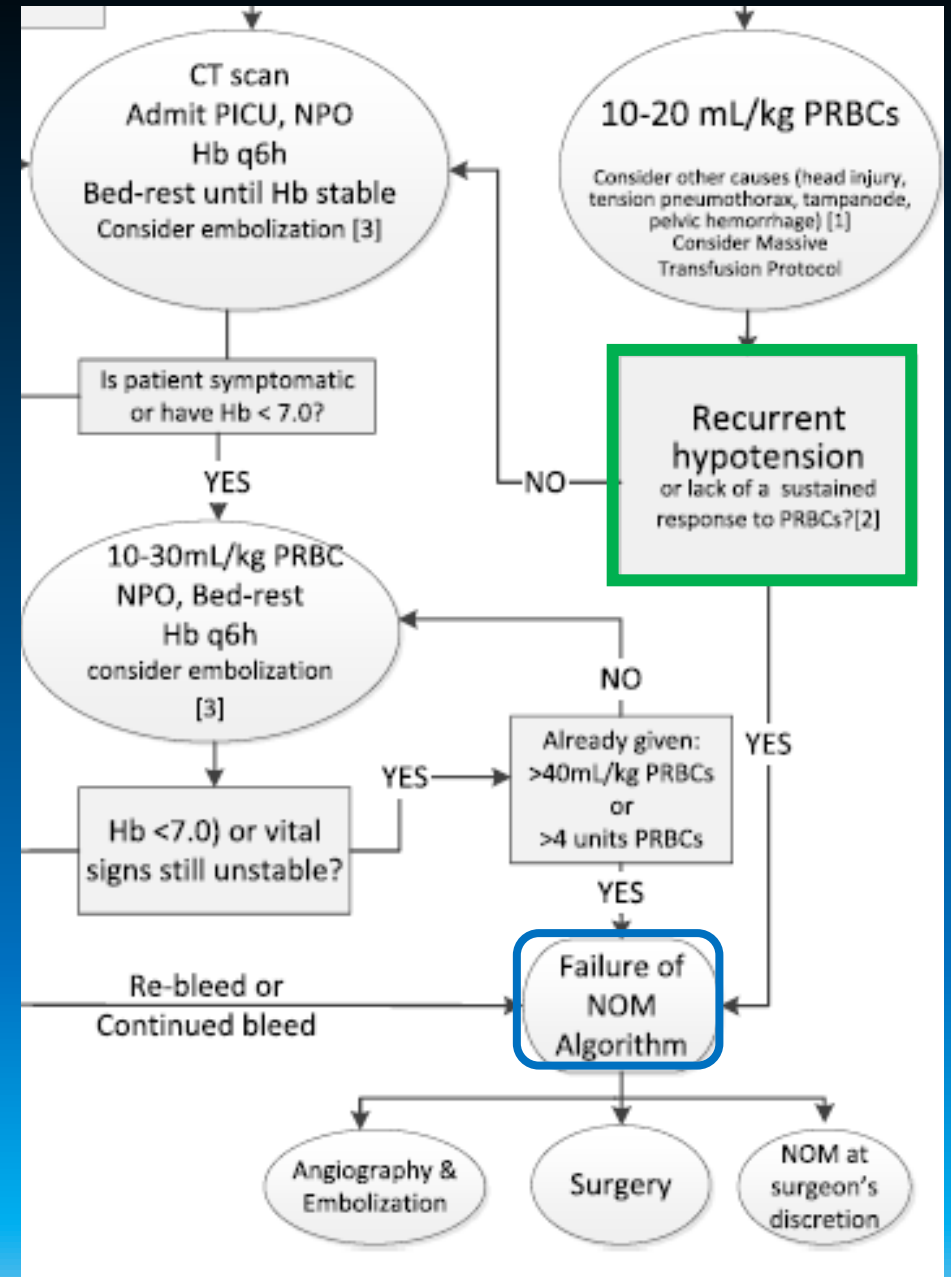 CT scan
Admit PICU, NPO
Hb q6h
Bed-rest until Hb stable
Consider embolization [3]
10-20 mL/kg PRBCs
Consider other causes (head injury,
tension pneumothorax, tampanode,
pelvic hemorrhage) [1]
Consider Massive
Transfusion Protocol
Is patient symptomatic
or have Hb < 7.0?
Recurrent
hypotension
or lack of a sustained
response to PRBCs?[2]
NO
YES
10-30mL/kg PRBC
NPO, Bed-rest
Hb q6h
consider embolization
[3]
NO
Already given:
>40mL/kg PRBCs
or
>4 units PRBCs
YES
YES
Hb <7.0) or vital
signs still unstable?
YES
Re-bleed or
Continued bleed
Failure of
NOM
Algorithm
Angiography &
Embolization
Surgery
NOM at
surgeon's
discretion